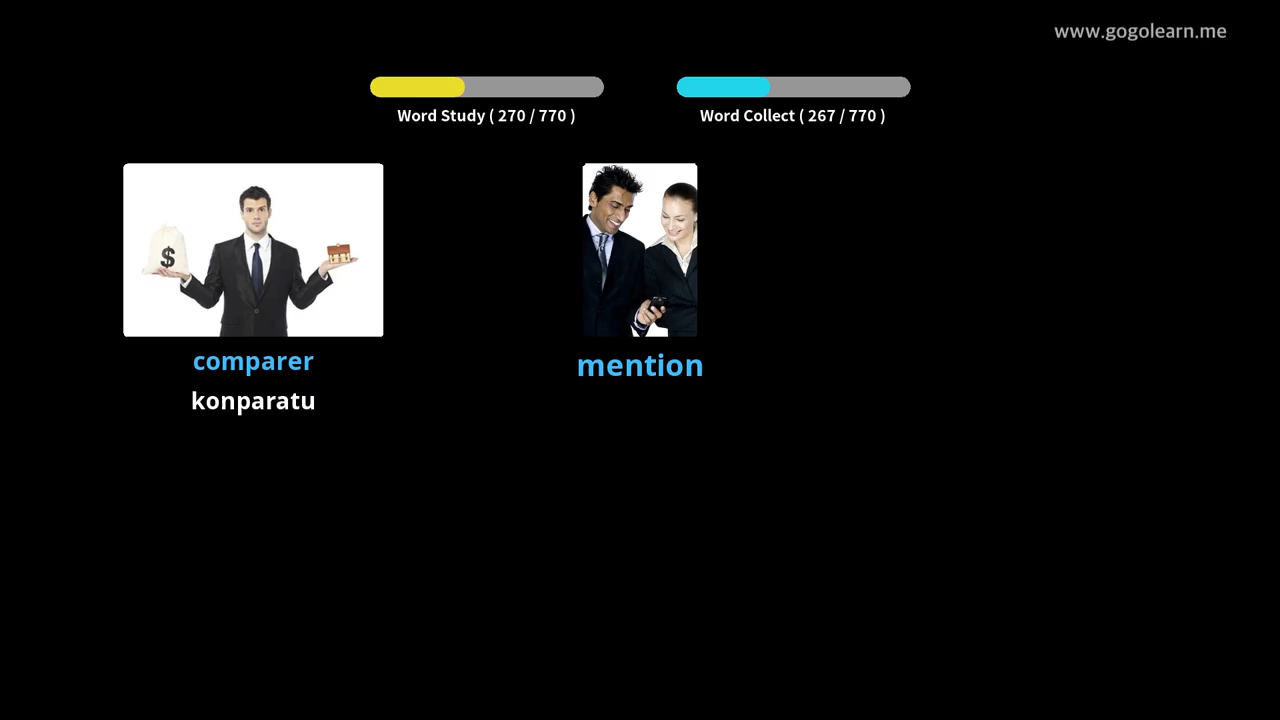 www.gogolearn.me
Word Study ( 270 / 770 )
Word Collect ( 267 / 770 )
$
comparer
konparatu
mention